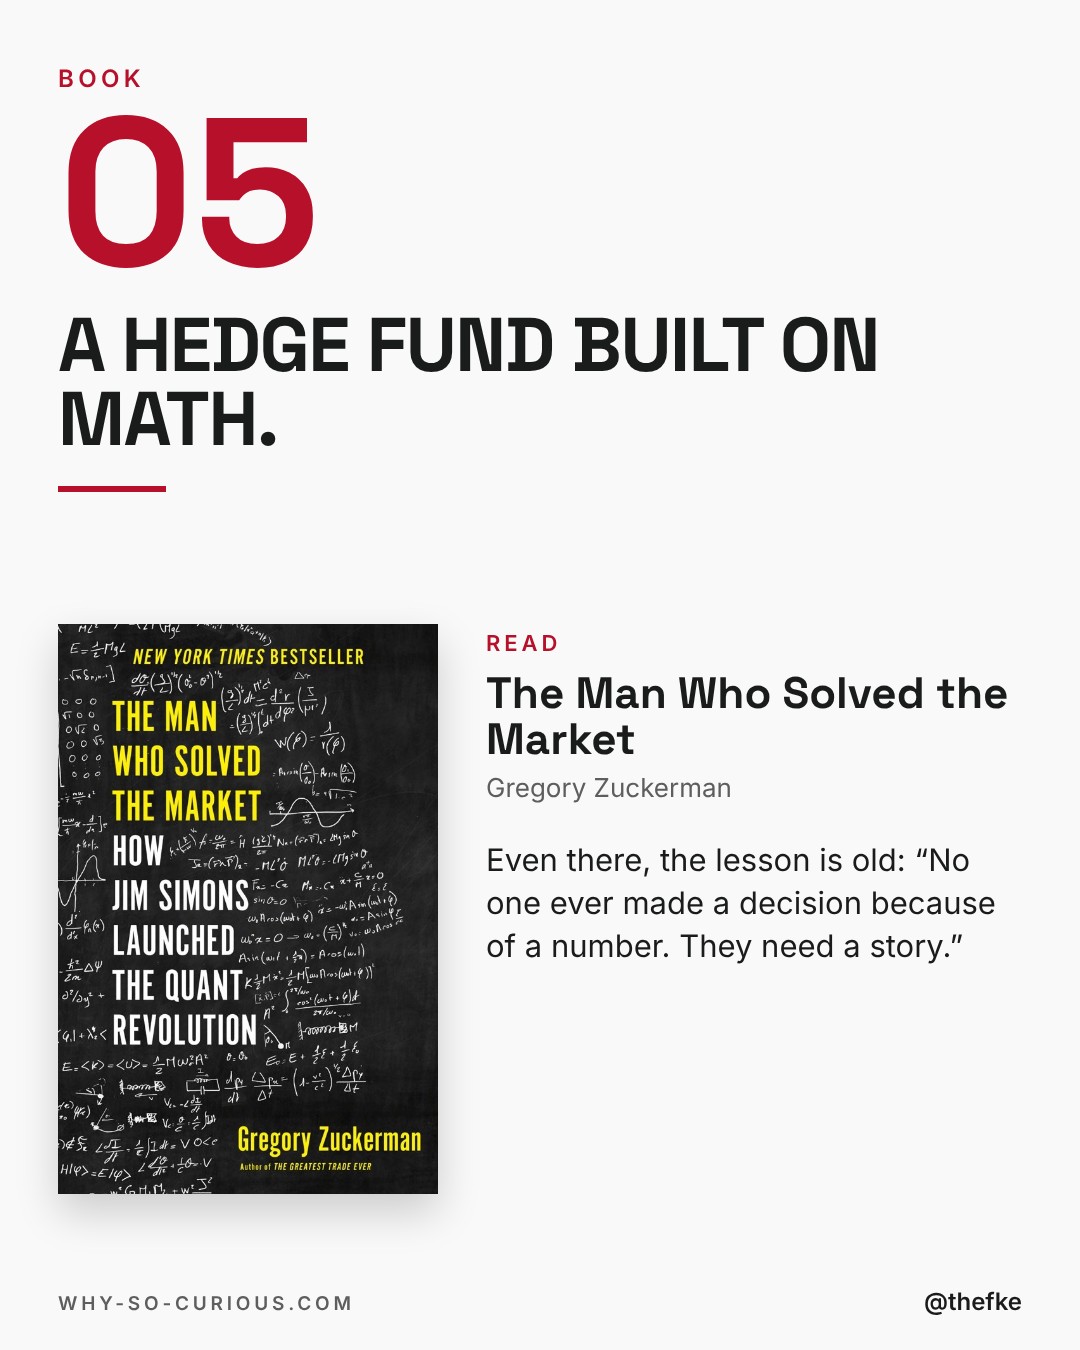 BOOK
05
A HEDGE FUND BUILT ON
MATH.
NEW YORK TIMES BESTSELLER
THE MAN
WHO SOLVED
THE MARKET
HOW
JIM SIMONS
LAUNCHED
THE QUANT
REVOLUTION
Gregory Zuckerman
Author of THE GREATEST TRADE EVER
READ
The Man Who Solved the
Market
Gregory Zuckerman
Even there, the lesson is old: “No
one ever made a decision because
of a number. They need a story.”
WHY-SO-CURIOUS.COM
@thefke